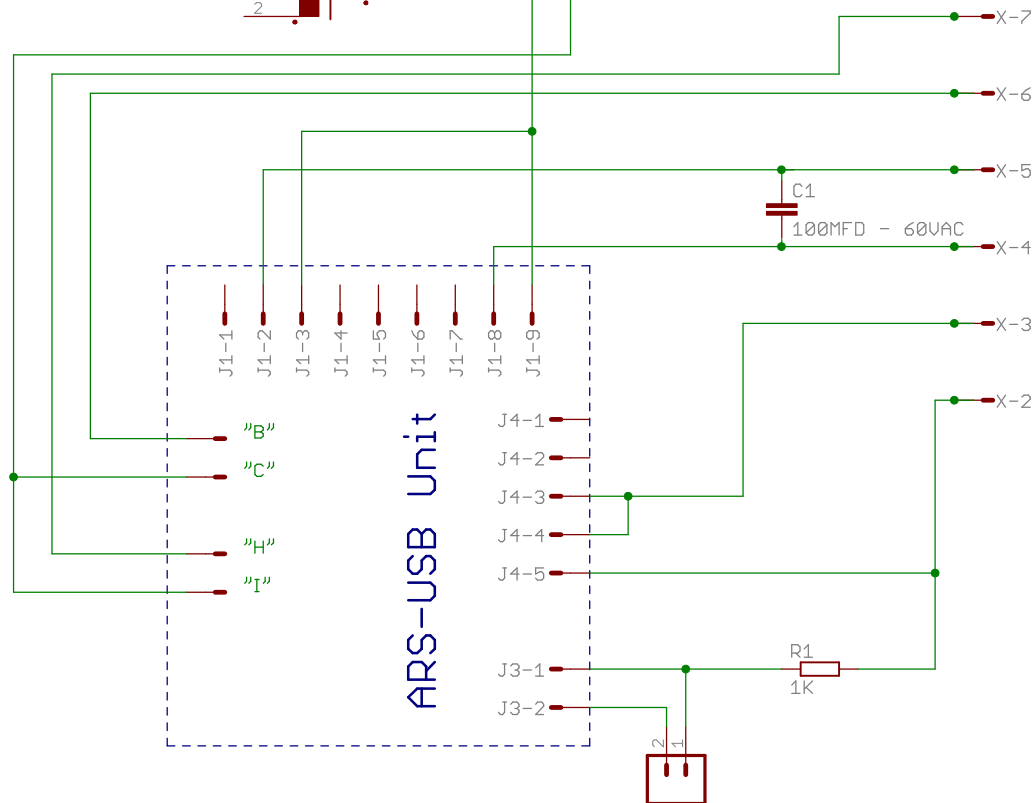 2
X-7
X-6
X-5
C1
100MFD - 60VAC
X-4
X-3
J1-1
J1-2
J1-3
J1-4
J1-5
J1-6
J1-7
J1-8
J1-9
X-2
J4-1
"B"
J4-2
"C"
J4-3
J4-4
"H"
J4-5
"I"
ARS-USB Unit
R1
J3-1
1K
J3-2
2
1